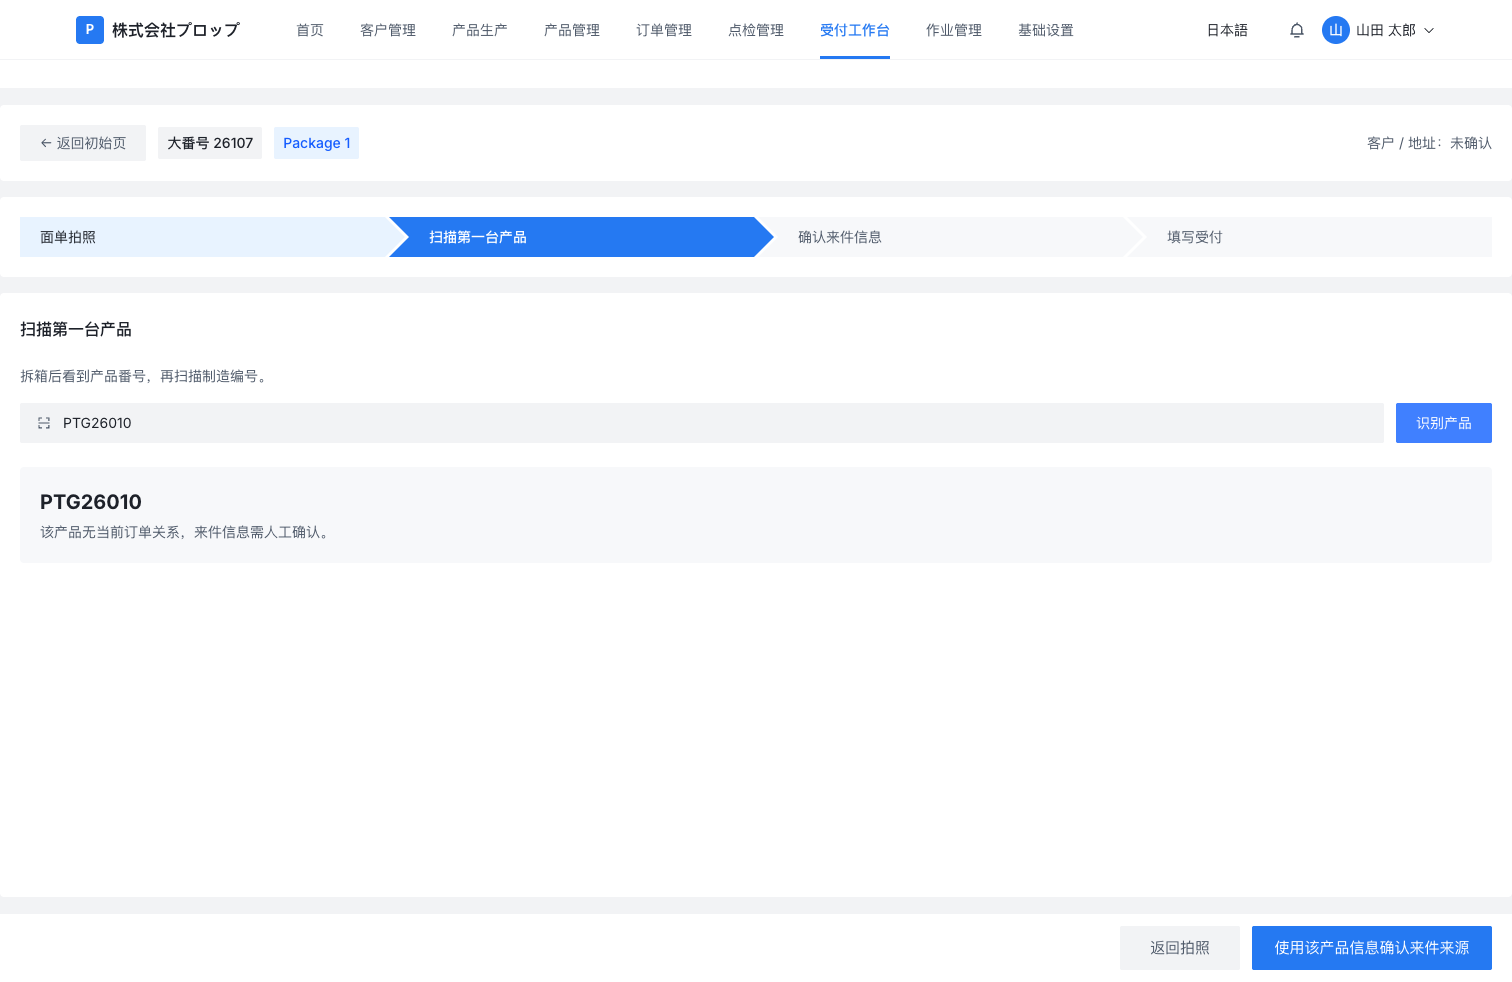 P 株式会社プロップ 首页 客户管理 产品生产 产品管理 订单管理 点检管理 受付工作台 作业管理 基础设置 日本語 山 山田 太郎
← 返回初始页 大番号 26107 Package 1 客户 / 地址：未确认
面单拍照 扫描第一台产品 确认来件信息 填写受付
扫描第一台产品
拆箱后看到产品番号，再扫描制造编号。
PTG26010 识别产品
PTG26010
该产品无当前订单关系，来件信息需人工确认。
返回拍照 使用该产品信息确认来件来源